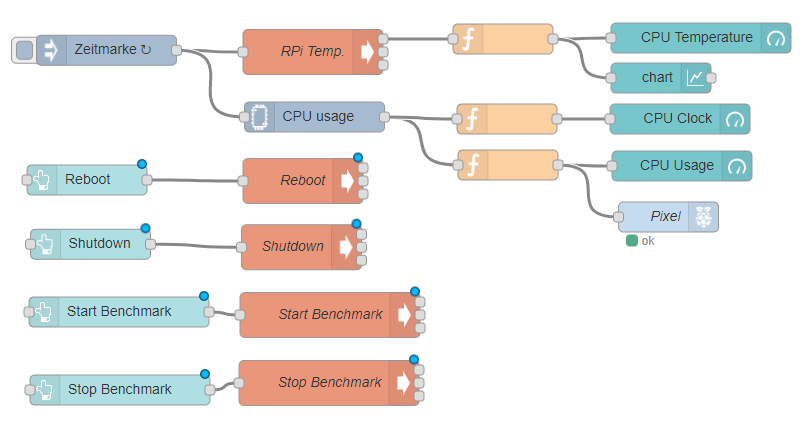 Zeitmarke ↻
RPi Temp.
CPU Temperature
chart
CPU usage
CPU Clock
CPU Usage
Reboot
Reboot
Pixel
ok
Shutdown
Shutdown
Start Benchmark
Start Benchmark
Stop Benchmark
Stop Benchmark